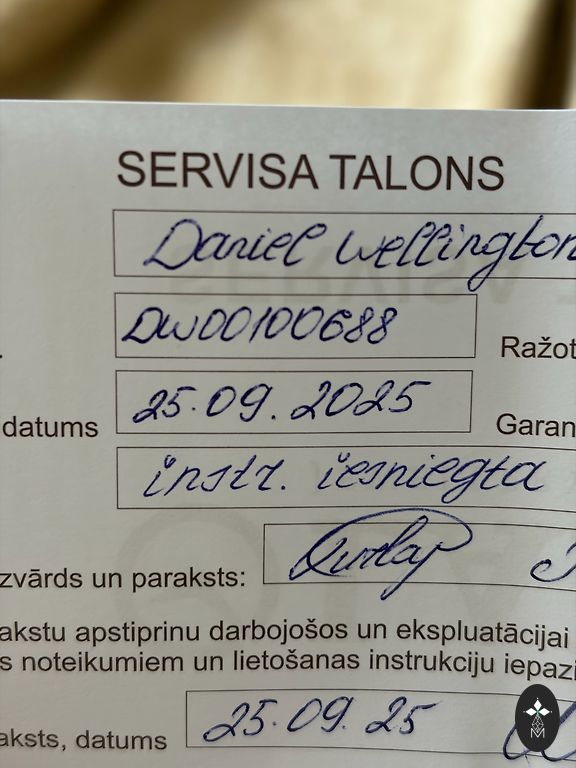 SERVISA TALONS
Daniel Wellington
DW00100688 Ražot
datums 25.09.2025 Garan
instr. iesniegta
zvārds un paraksts:
akstu apstiprinu darbojošos un ekspluatācijai
s noteikumiem un lietošanas instrukciju iepazi
aksts, datums 25.09.25
M